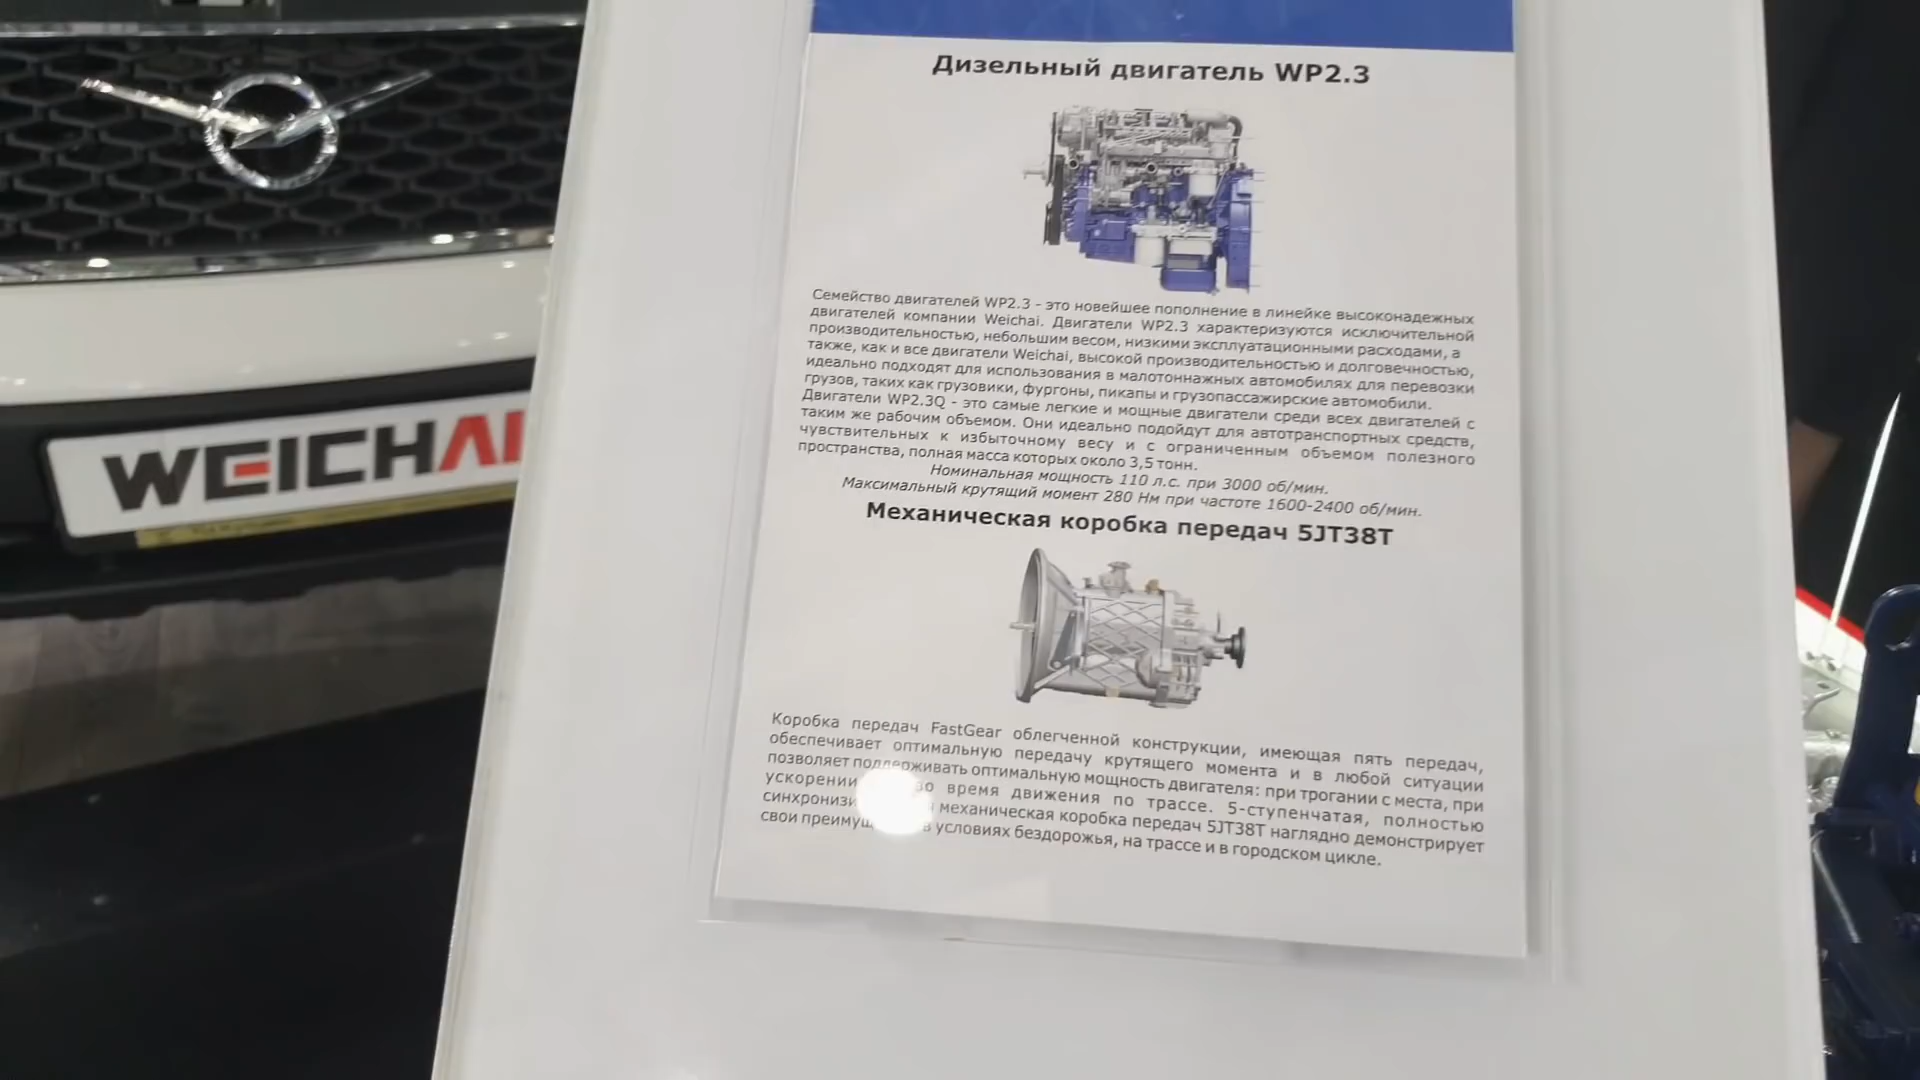 WEICHAI
Дизельный двигатель WP2.3
Семейство двигателей WP2.3 - это новейшее пополнение в линейке высоконадежных
двигателей компании Weichai. Двигатели WP2.3 характеризуются исключительной
производительностью, небольшим весом, низкими эксплуатационными расходами, а
также, как и все двигатели Weichai, высокой производительностью и долговечностью,
идеально подходят для использования в малотоннажных автомобилях для перевозки
грузов, таких как грузовики, фургоны, пикапы и грузопассажирские автомобили.
Двигатели WP2.3Q - это самые легкие и мощные двигатели среди всех двигателей с
таким же рабочим объемом. Они идеально подойдут для автотранспортных средств,
чувствительных к избыточному весу и с ограниченным объемом полезного
пространства, полная масса которых около 3,5 тонн.
Номинальная мощность 110 л.с. при 3000 об/мин.
Максимальный крутящий момент 280 Нм при частоте 1600-2400 об/мин.
Механическая коробка передач 5JT38T
Коробка передач FastGear облегченной конструкции, имеющая пять передач,
обеспечивает оптимальную передачу крутящего момента и в любой ситуации
позволяет поддерживать оптимальную мощность двигателя: при трогании с места, при
ускорении во время движения по трассе. 5-ступенчатая, полностью
механическая коробка передач 5JT38T наглядно демонстрирует
свои в условиях бездорожья, на трассе и в городском цикле.